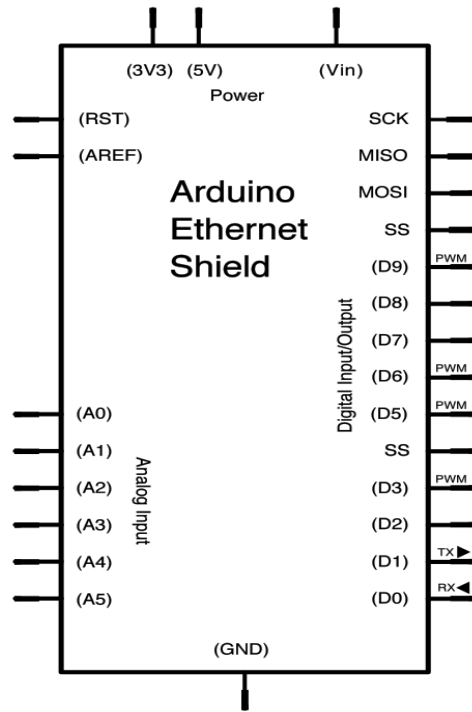 (3V3) (5V) (Vin)
Power
(RST)
(AREF)
Arduino
Ethernet
Shield
(A0)
(A1)
(A2)
(A3)
(A4)
(A5)
Analog Input
SCK
MISO
MOSI
SS
(D9) PWM
(D8)
(D7)
(D6) PWM
(D5) PWM
SS
(D3) PWM
(D2)
(D1) TX
(D0) RX
Digital Input/Output
(GND)